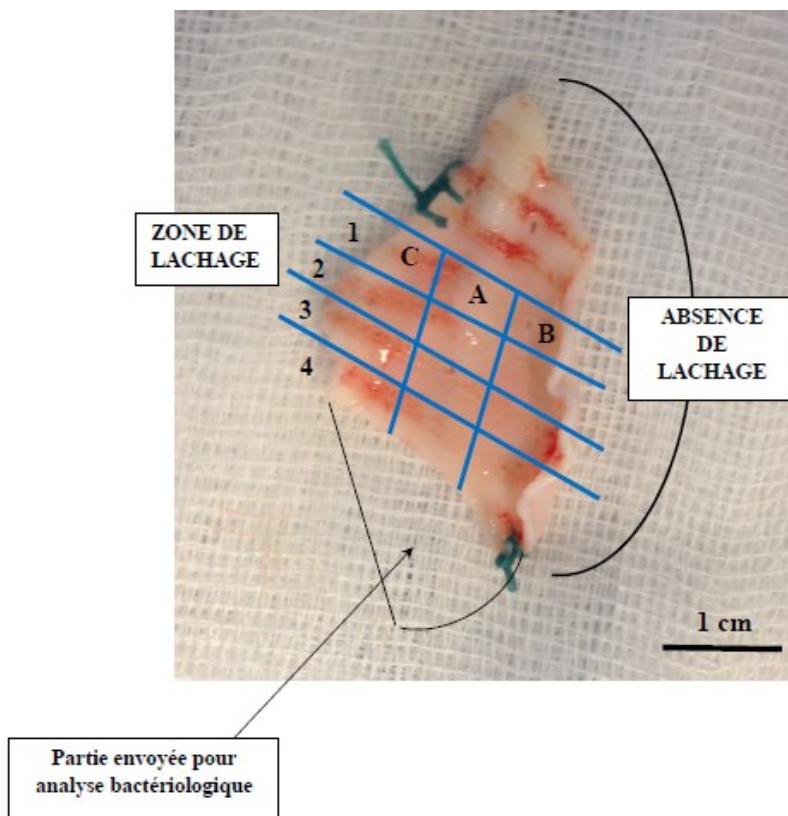 ZONE DE
LACHAGE
1
2
3
4
C
A
B
ABSENCE
DE
LACHAGE
1 cm
Partie envoyée pour
analyse bactériologique